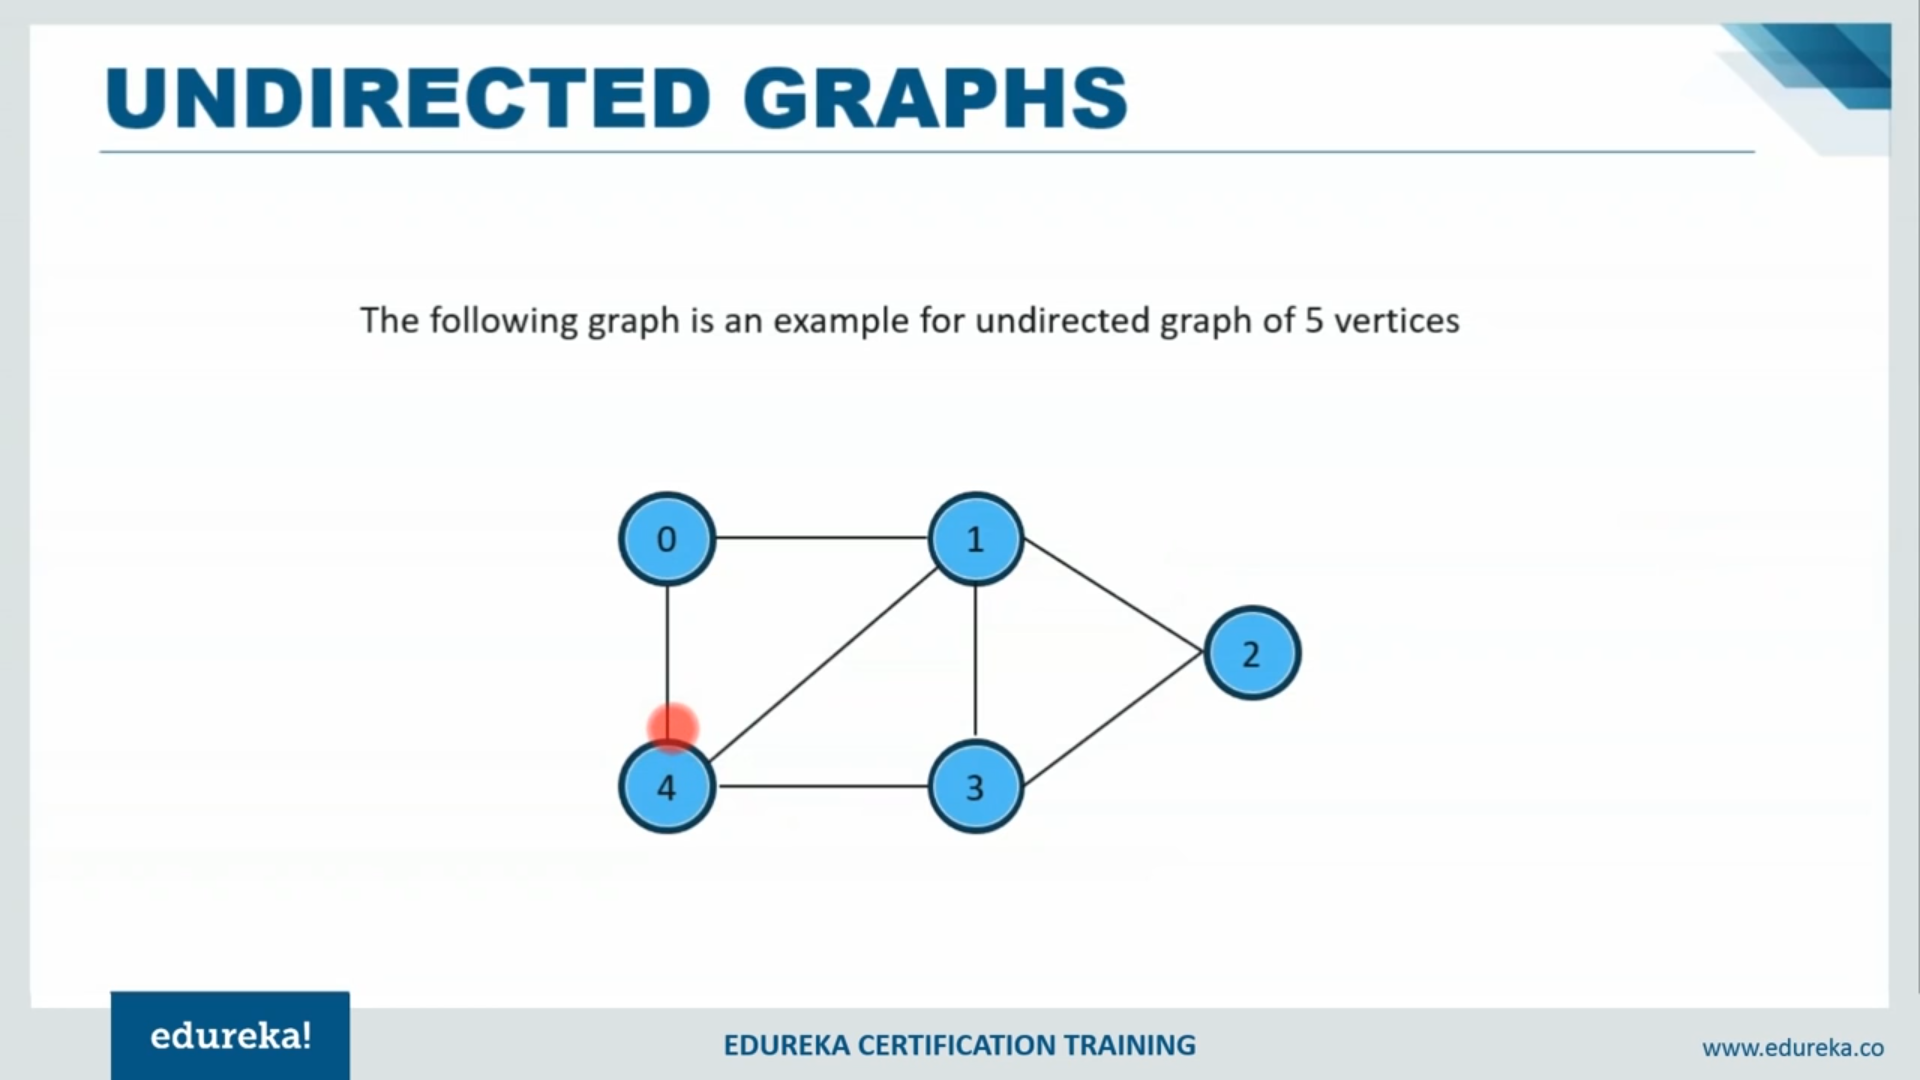 UNDIRECTED GRAPHS
The following graph is an example for undirected graph of 5 vertices
0
1
2
4
3
edureka!
EDUREKA CERTIFICATION TRAINING
www.edureka.co